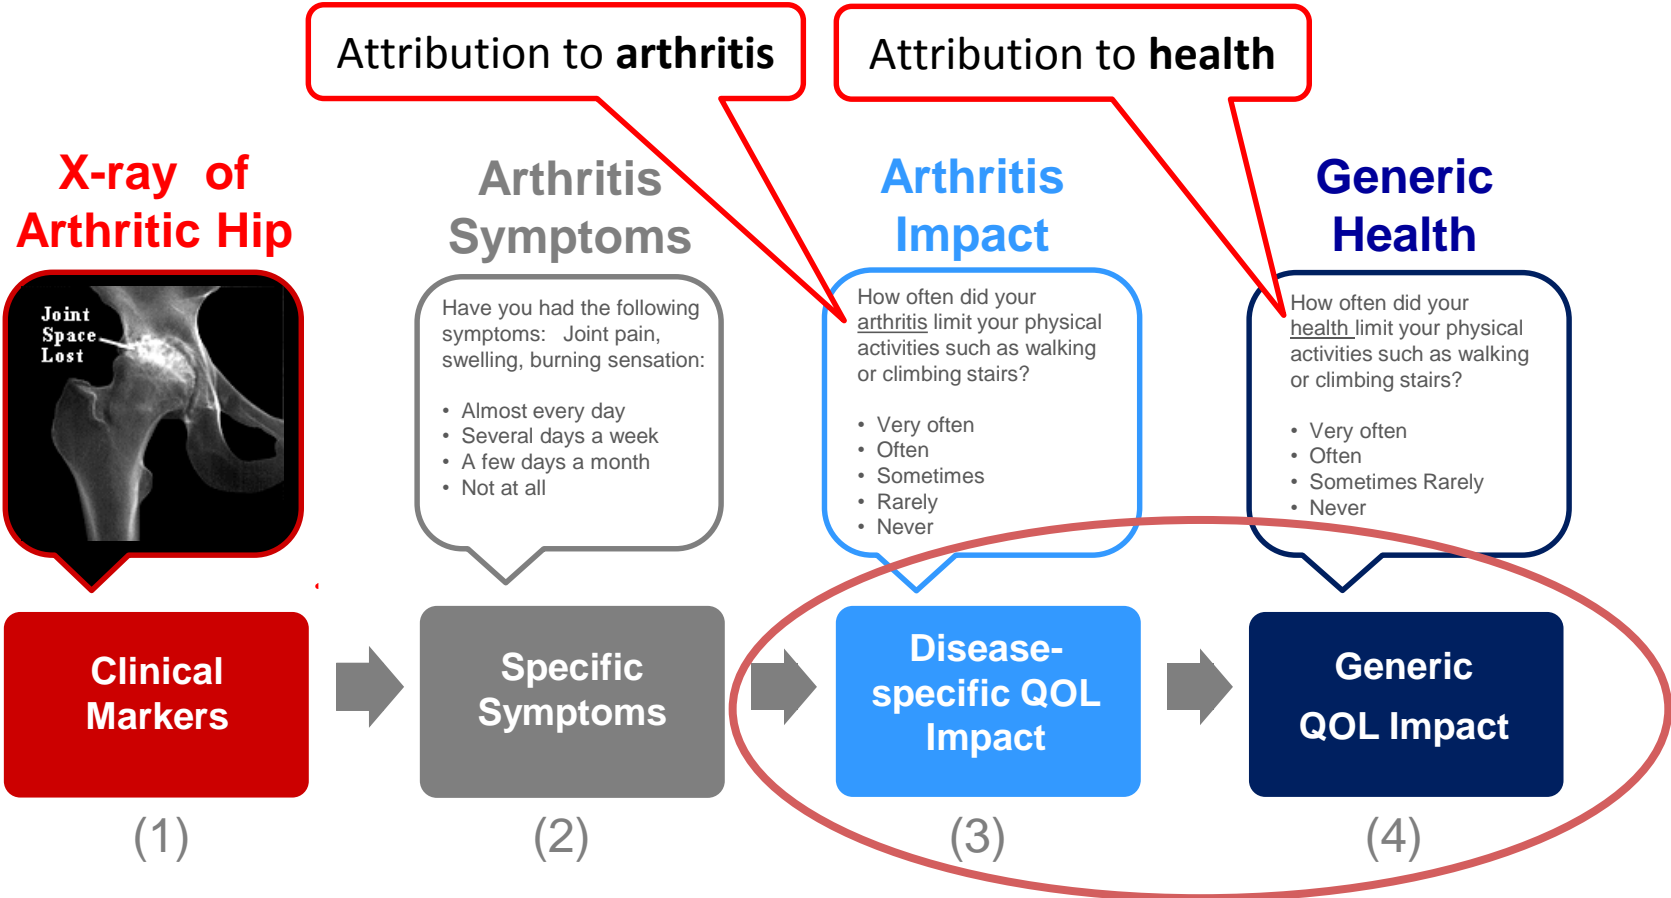 Attribution to arthritis
Attribution to health
X-ray of
Arthritic Hip
Arthritis
Symptoms
Arthritis
Impact
Generic
Health
Joint
Space
Lost
Have you had the following
symptoms: Joint pain,
swelling, burning sensation:
• Almost every day
• Several days a week
• A few days a month
• Not at all
How often did your
arthritis limit your physical
activities such as walking
or climbing stairs?
• Very often
• Often
• Sometimes
• Rarely
• Never
How often did your
health limit your physical
activities such as walking
or climbing stairs?
• Very often
• Often
• Sometimes Rarely
• Never
Clinical
Markers
Specific
Symptoms
Disease-
specific QOL
Impact
Generic
QOL Impact
(1)
(2)
(3)
(4)